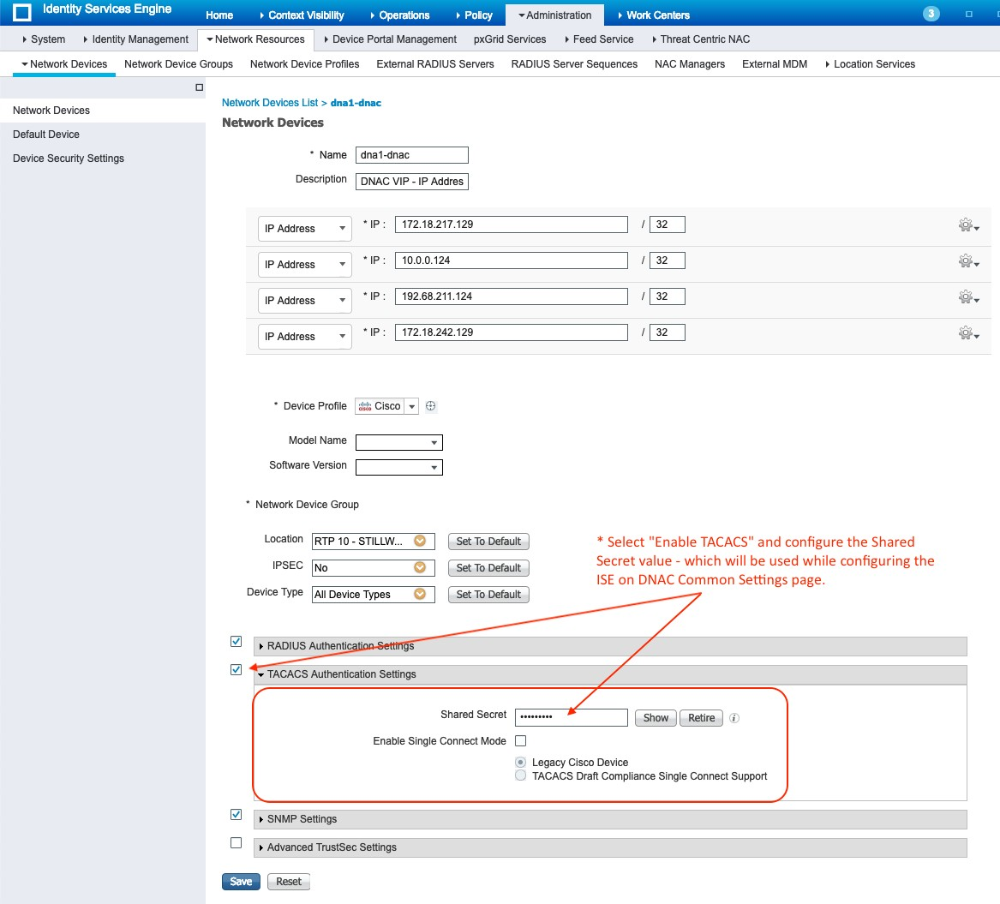 Identity Services Engine
Home Context Visibility Operations Policy Administration Work Centers 3
System Identity Management Network Resources Device Portal Management pxGrid Services Feed Service Threat Centric NAC
Network Devices Network Device Groups Network Device Profiles External RADIUS Servers RADIUS Server Sequences NAC Managers External MDM Location Services
Network Devices
Default Device
Device Security Settings
Network Devices List > dna1-dnac
Network Devices
* Name dna1-dnac
Description DNAC VIP - IP Addres
IP Address * IP : 172.18.217.129 / 32
IP Address * IP : 10.0.0.124 / 32
IP Address * IP : 192.68.211.124 / 32
IP Address * IP : 172.18.242.129 / 32
* Device Profile cisco Cisco
Model Name
Software Version
* Network Device Group
Location RTP 10 - STILLW... Set To Default
IPSEC No Set To Default
Device Type All Device Types Set To Default
* Select "Enable TACACS" and configure the Shared
Secret value - which will be used while configuring the
ISE on DNAC Common Settings page.
RADIUS Authentication Settings
TACACS Authentication Settings
Shared Secret ••••••••• Show Retire i
Enable Single Connect Mode
Legacy Cisco Device
TACACS Draft Compliance Single Connect Support
SNMP Settings
Advanced TrustSec Settings
Save Reset